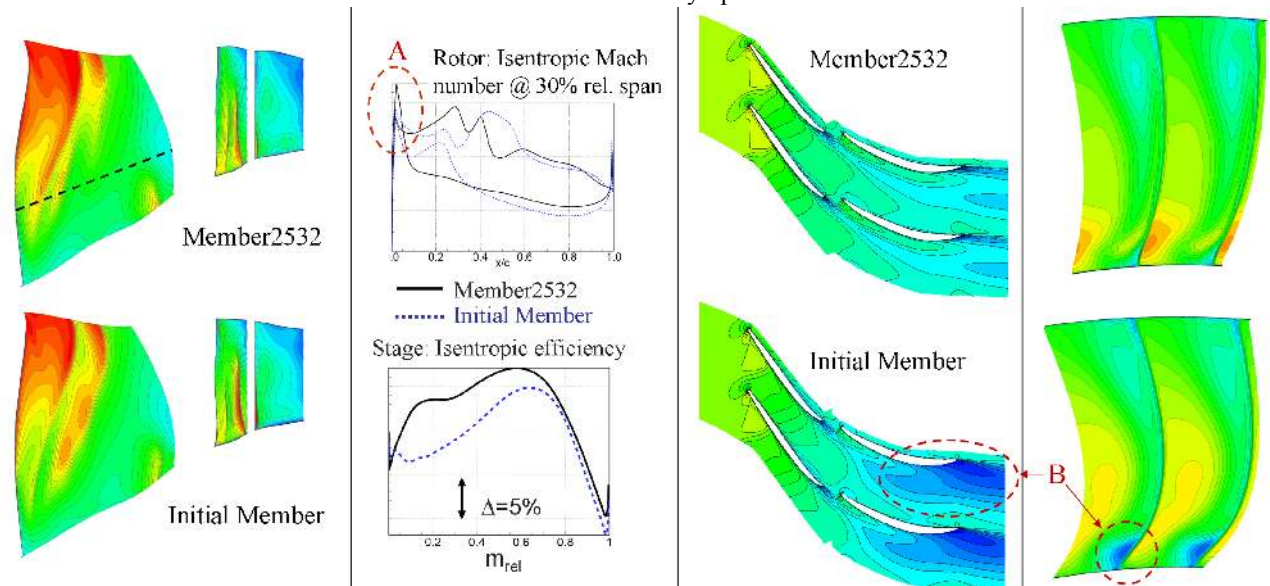 Member2532
Initial Member
A
Rotor: Isentropic Mach
number @ 30% rel. span
0.0 0.2 0.4 0.6 0.8 1.0
x/c
Member2532
Initial Member
Stage: Isentropic efficiency
Δ=5%
0.2 0.4 0.6 0.8 1
m_rel
Member2532
Initial Member
B